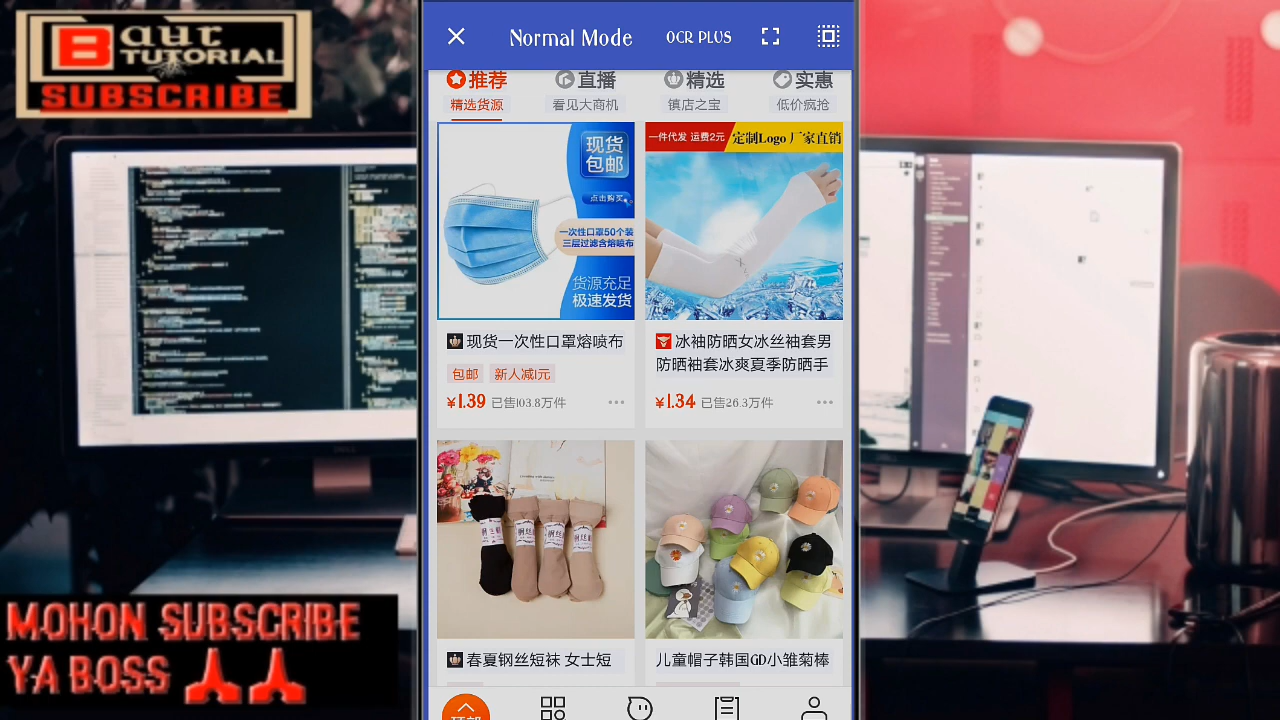 B aur
TUTORIAL
SUBSCRIBE
Normal Mode
OCR PLUS
推荐
直播
精选
实惠
精选货源
看见大商机
镇店之宝
低价疯抢
现货
包邮
点击购买
一次性口罩50个装
三层过滤含熔喷布
货源充足
极速发货
一件代发 运费2元
定制Logo 厂家直销
现货一次性口罩熔喷布
包邮
新人减1元
¥1.39 已售103.8万件
冰袖防晒女冰丝袖套男
防晒袖套冰爽夏季防晒手
¥1.34 已售26.3万件
春夏钢丝短袜 女士短
儿童帽子韩国GD小雏菊棒
MOHON SUBSCRIBE
YA BOSS